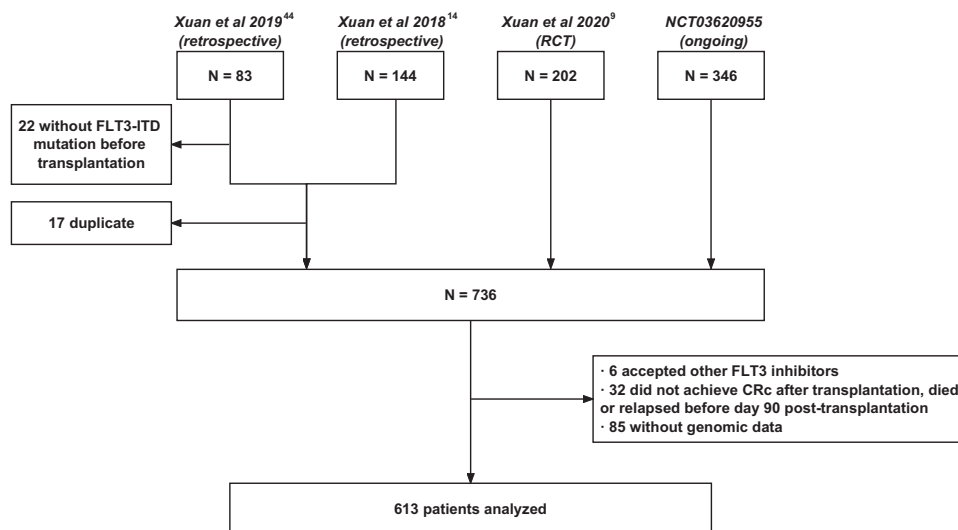 Xuan et al 2019⁴⁴
(retrospective)
Xuan et al 2018¹⁴
(retrospective)
Xuan et al 2020⁹
(RCT)
NCT03620955
(ongoing)
N = 83
N = 144
N = 202
N = 346
22 without FLT3-ITD
mutation before
transplantation
17 duplicate
N = 736
· 6 accepted other FLT3 inhibitors
· 32 did not achieve CRc after transplantation, died
or relapsed before day 90 post-transplantation
· 85 without genomic data
613 patients analyzed